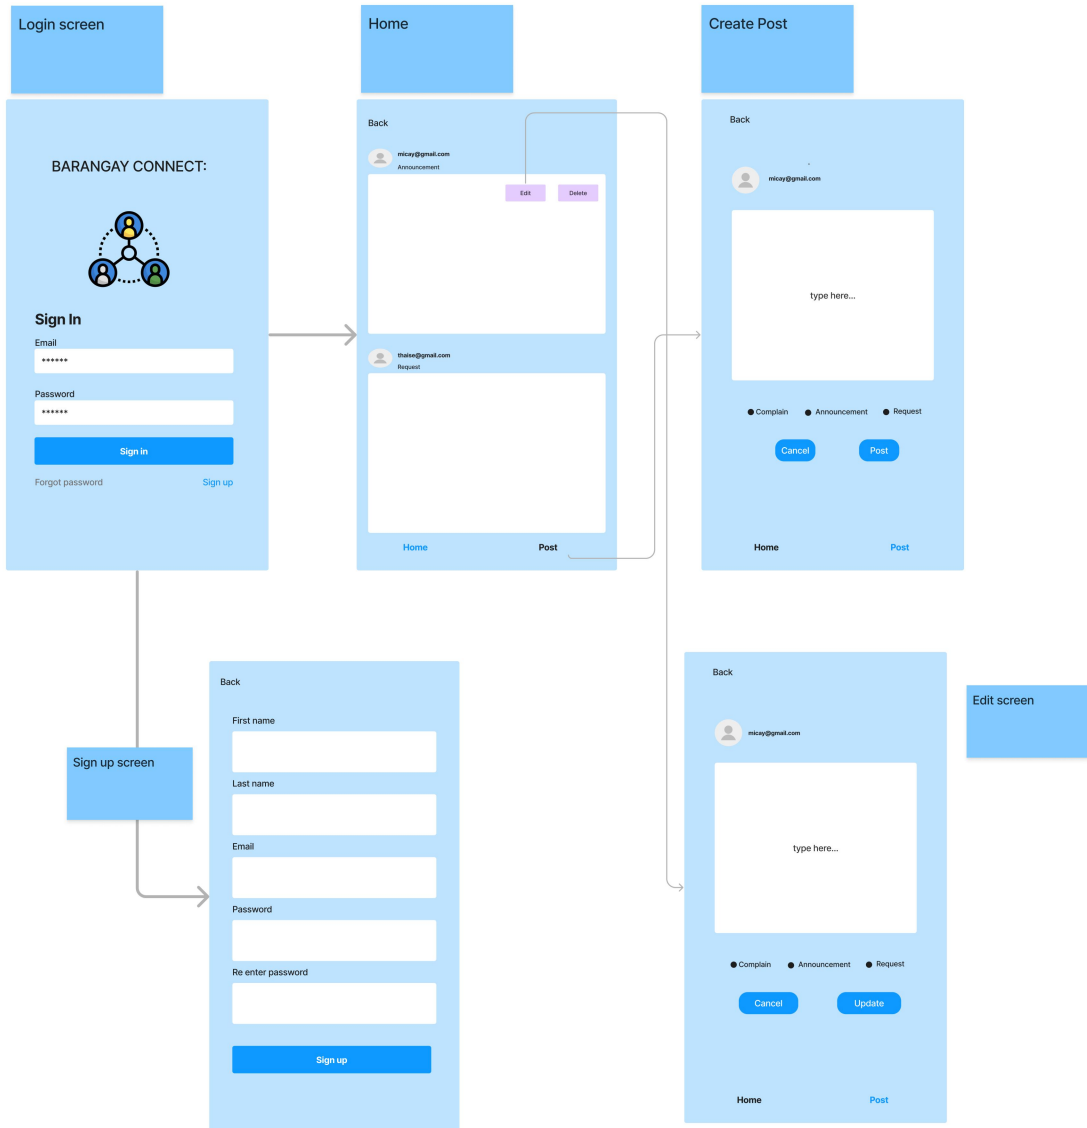 Login screen
BARANGAY CONNECT:
Sign In
Email
******
Password
******
Sign in
Forgot password Sign up
Home
Back
micay@gmail.com
Announcement
Edit Delete
thaise@gmail.com
Request
Home Post
Create Post
Back
micay@gmail.com
type here...
Complain Announcement Request
Cancel Post
Home Post
Sign up screen
Back
First name
Last name
Email
Password
Re enter password
Sign up
Edit screen
Back
micay@gmail.com
type here...
Complain Announcement Request
Cancel Update
Home Post